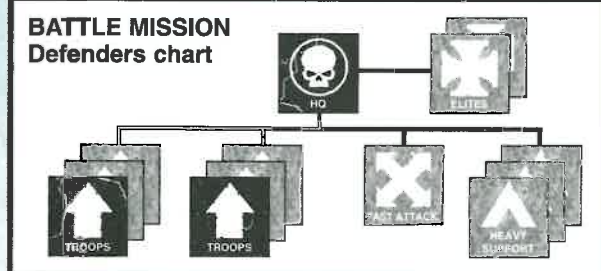 BATTLE MISSION
Defenders chart
HQ
ELITES
TROOPS
TROOPS
FAST ATTACK
HEAVY
SUPPORT